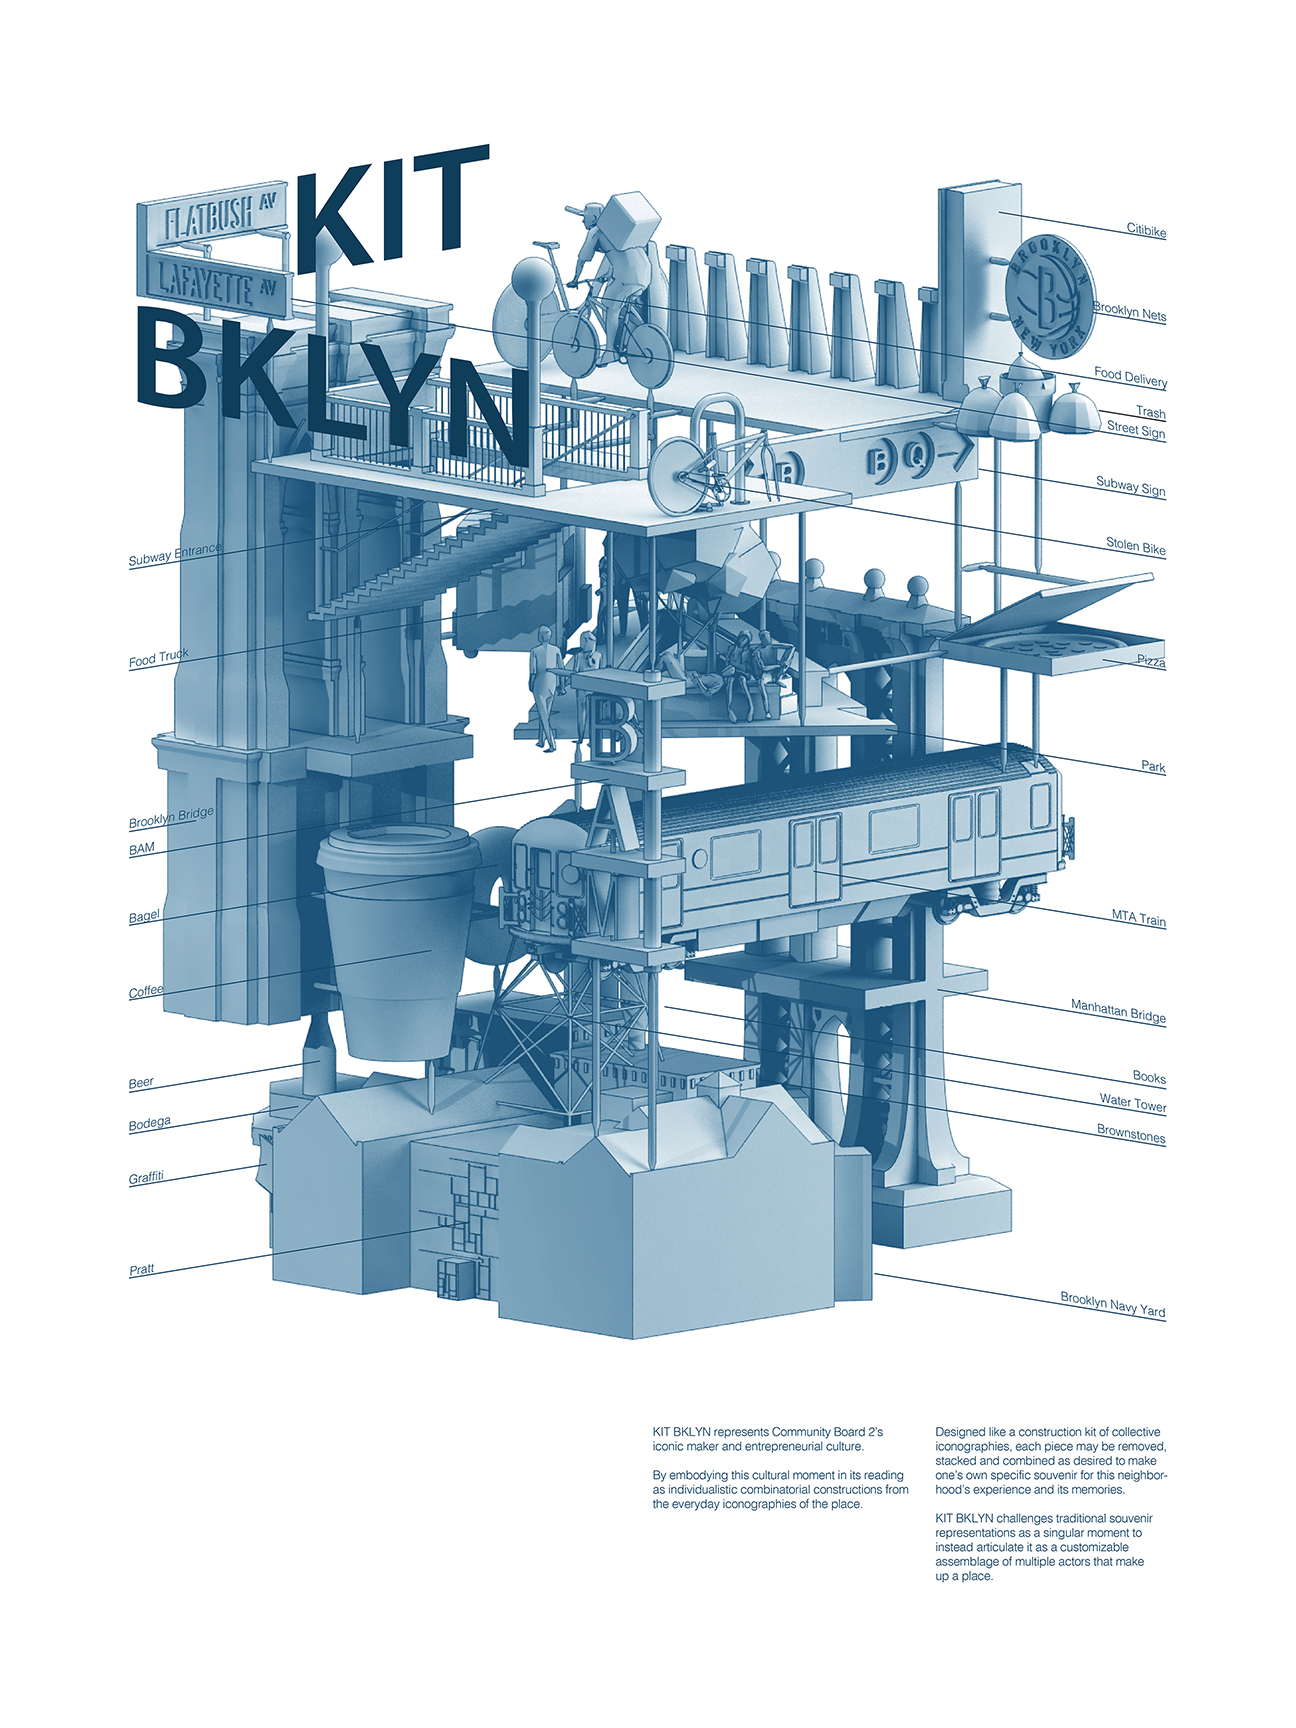 KIT
BKLYN
FLATBUSH AV
LAFAYETTE AV
BROOKLYN
B
NEW YORK
B
B Q
B
A
M
Citibike
Brooklyn Nets
Food Delivery
Trash
Street Sign
Subway Sign
Stolen Bike
Pizza
Park
MTA Train
Manhattan Bridge
Books
Water Tower
Brownstones
Brooklyn Navy Yard
Subway Entrance
Food Truck
Brooklyn Bridge
BAM
Bagel
Coffee
Beer
Bodega
Graffiti
Pratt
KIT BKLYN represents Community Board 2's
iconic maker and entrepreneurial culture.
By embodying this cultural moment in its reading
as individualistic combinatorial constructions from
the everyday iconographies of the place.
Designed like a construction kit of collective
iconographies, each piece may be removed,
stacked and combined as desired to make
one's own specific souvenir for this neighbor-
hood's experience and its memories.
KIT BKLYN challenges traditional souvenir
representations as a singular moment to
instead articulate it as a customizable
assemblage of multiple actors that make
up a place.